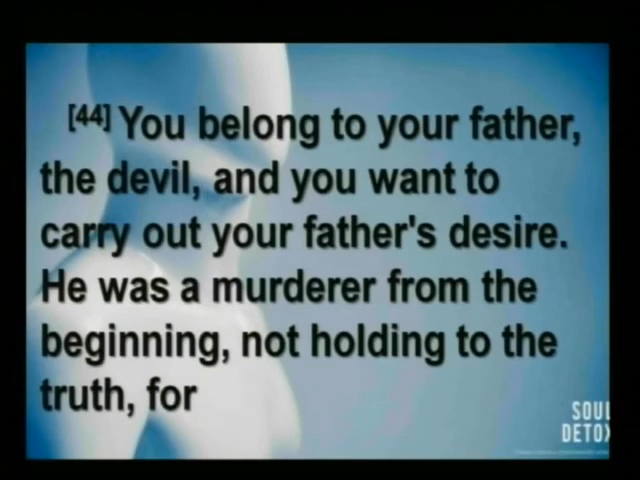 [44] You belong to your father,
the devil, and you want to
carry out your father's desire.
He was a murderer from the
beginning, not holding to the
truth, for
SOUL
DETOX